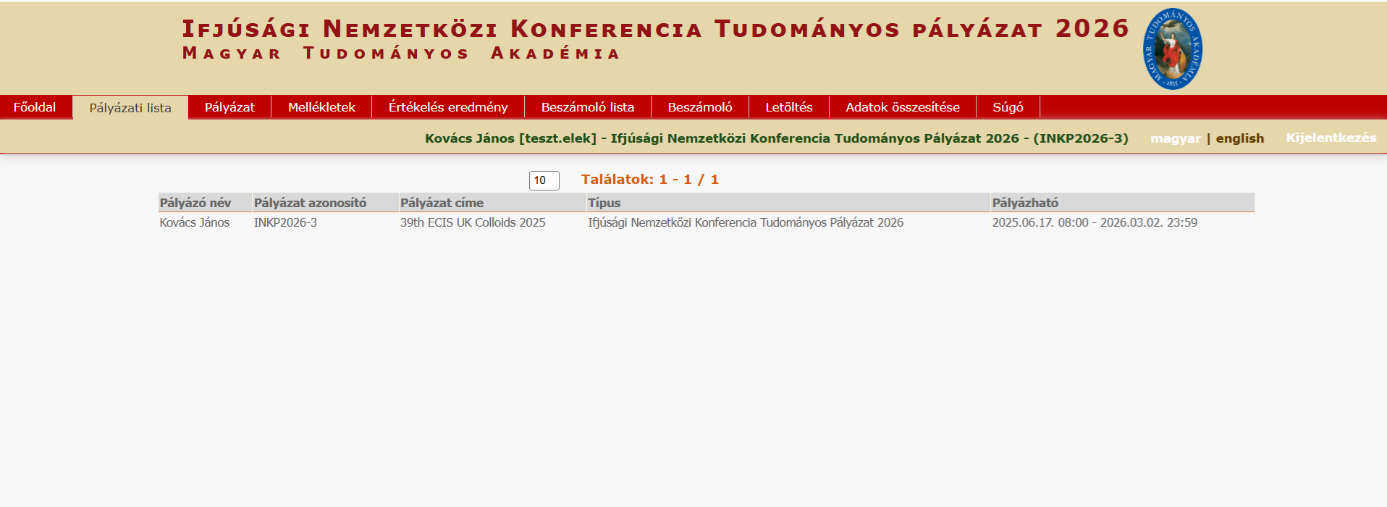 Ifjúsági Nemzetközi Konferencia Tudományos pályázat 2026
Magyar Tudományos Akadémia
MAGYAR TUDOMÁNYOS AKADÉMIA · 1825 ·
Főoldal Pályázati lista Pályázat Mellékletek Értékelés eredmény Beszámoló lista Beszámoló Letöltés Adatok összesítése Súgó
Kovács János [teszt.elek] - Ifjúsági Nemzetközi Konferencia Tudományos Pályázat 2026 - (INKP2026-3) magyar | english Kijelentkezés
10 Találatok: 1 - 1 / 1
Pályázó név Pályázat azonosító Pályázat címe Típus Pályázható
Kovács János INKP2026-3 39th ECIS UK Colloids 2025 Ifjúsági Nemzetközi Konferencia Tudományos Pályázat 2026 2025.06.17. 08:00 - 2026.03.02. 23:59